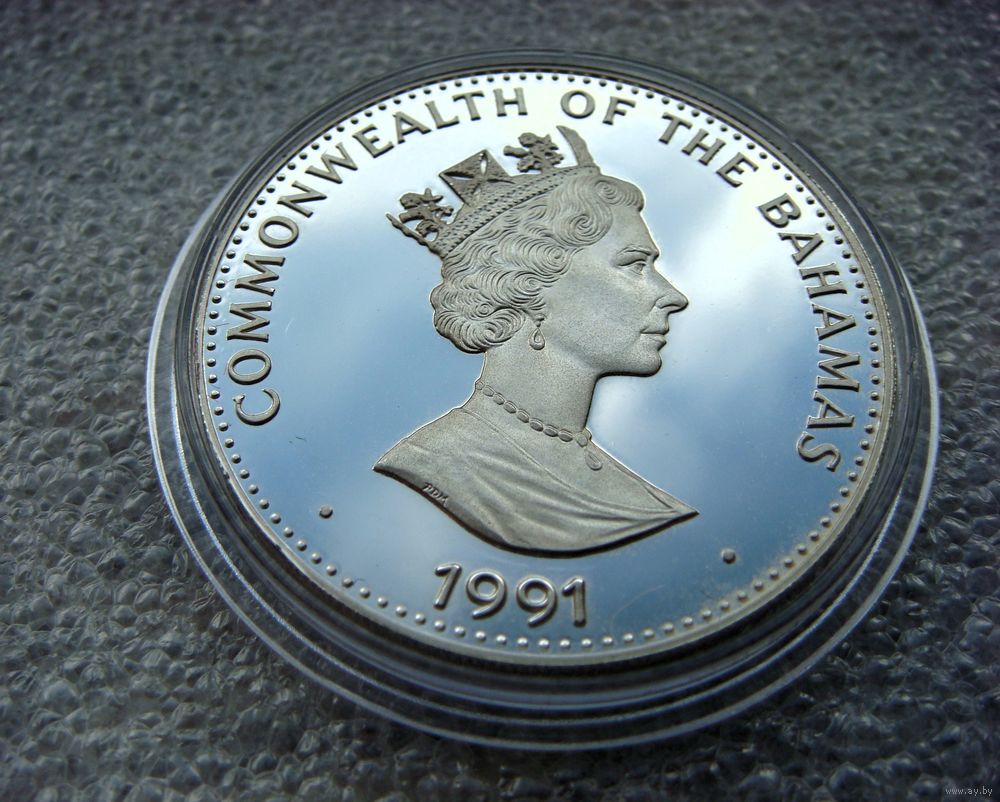 COMMONWEALTH OF THE BAHAMAS
RDM
1991
www.ay.by